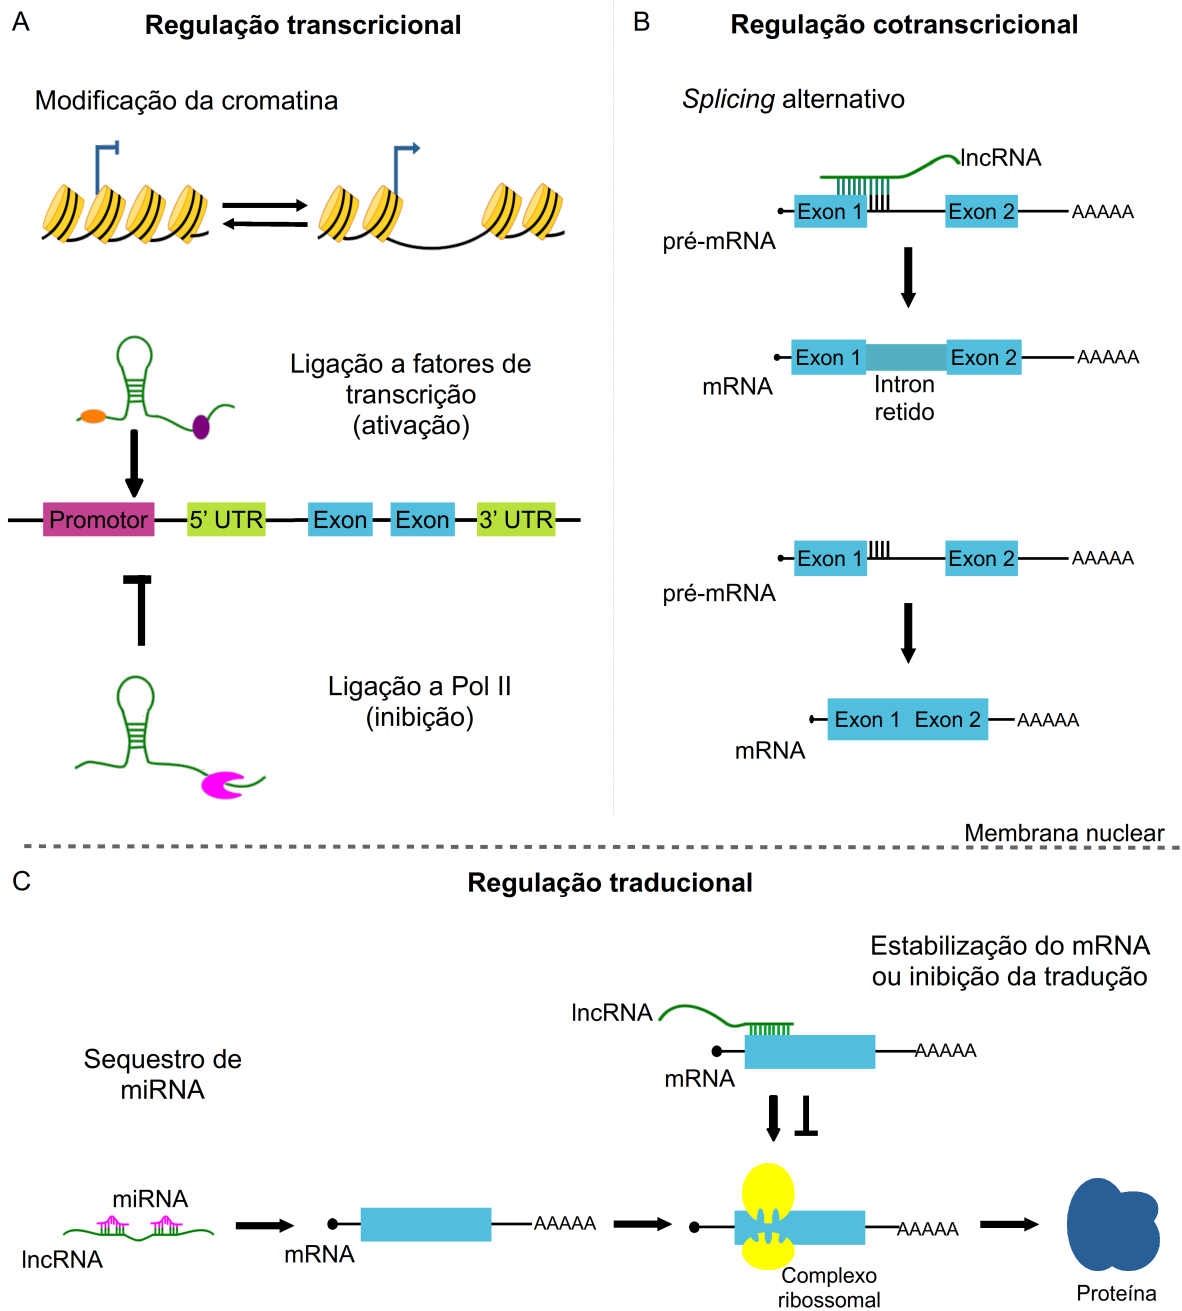 A
Regulação transcricional
Modificação da cromatina
Ligação a fatores de
transcrição
(ativação)
Promotor
5’ UTR
Exon
Exon
3’ UTR
Ligação a Pol II
(inibição)
B
Regulação cotranscricional
Splicing alternativo
lncRNA
Exon 1
Exon 2
AAAAA
pré-mRNA
Exon 1
Exon 2
AAAAA
mRNA
Intron
retido
Exon 1
Exon 2
AAAAA
pré-mRNA
Exon 1
Exon 2
AAAAA
mRNA
Membrana nuclear
C
Regulação traducional
Estabilização do mRNA
ou inibição da tradução
lncRNA
AAAAA
mRNA
Sequestro de
miRNA
miRNA
lncRNA
AAAAA
mRNA
AAAAA
Complexo
ribossomal
Proteína